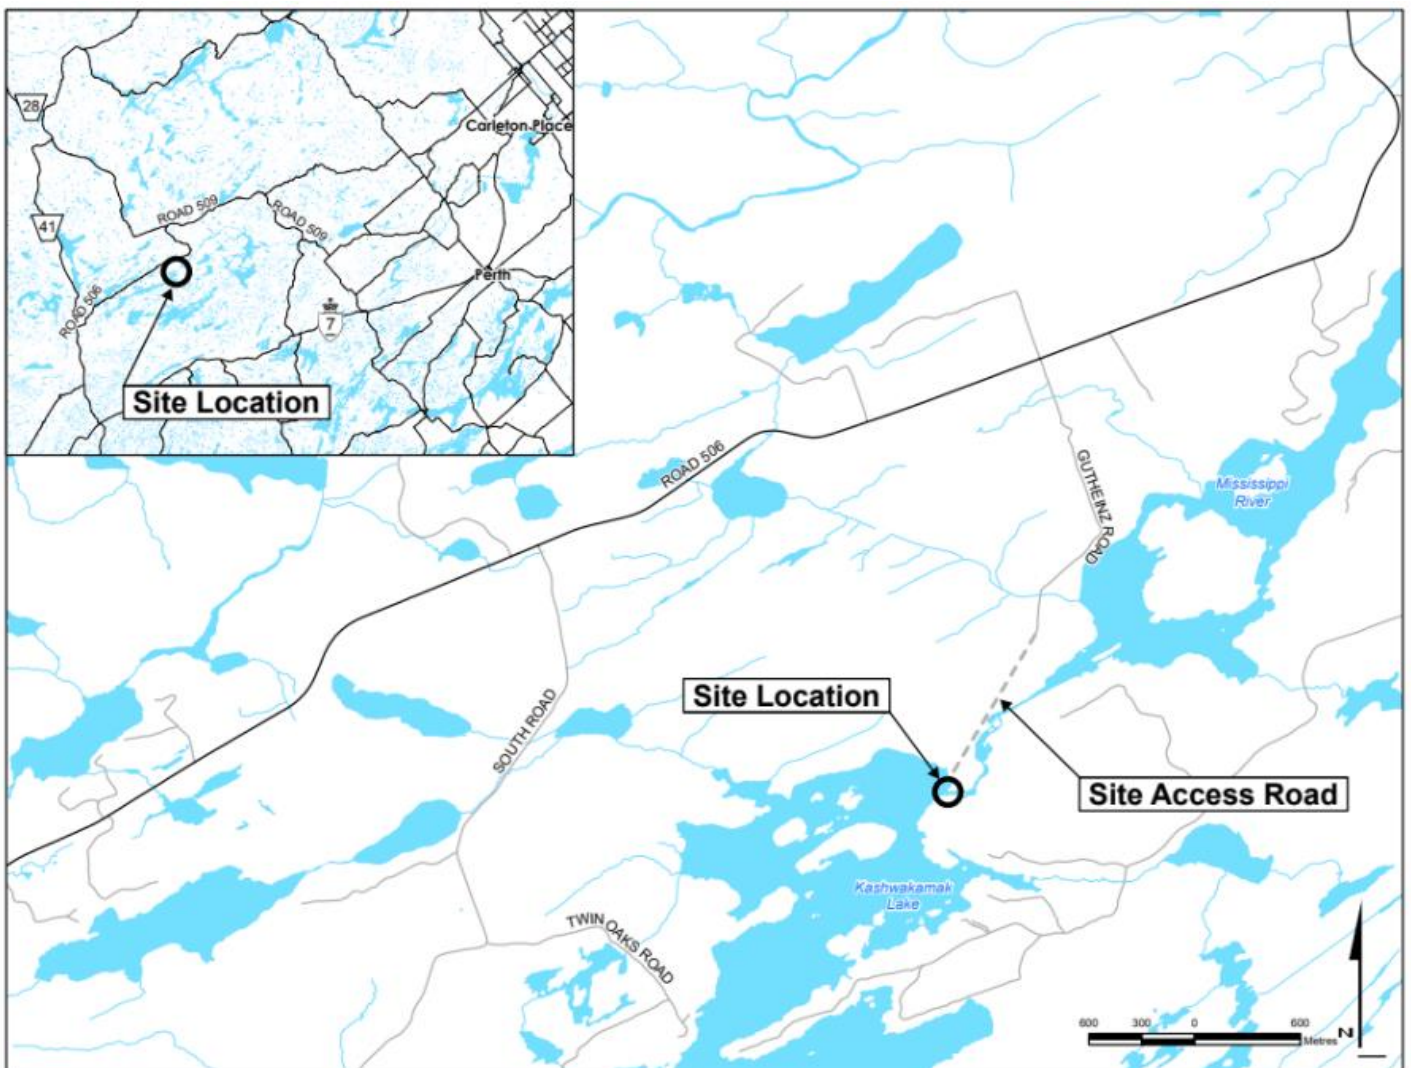 28
Carleton Place
ROAD 509
ROAD 509
41
Perth
ROAD 506
7
Site Location
ROAD 506
GUTHEINZ ROAD
Mississippi
River
Site Location
SOUTH ROAD
Site Access Road
Kashwakamak
Lake
TWIN OAKS ROAD
600 300 0 600
Metres
N